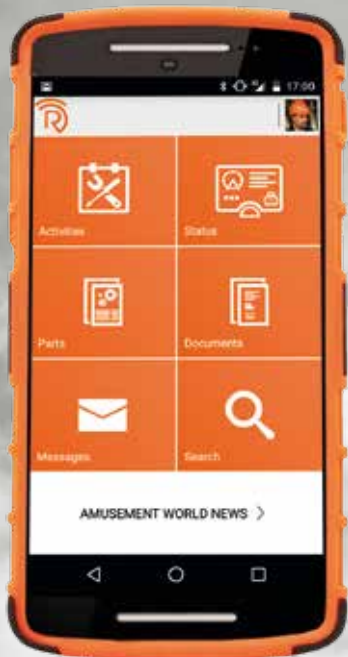 17:00
R
Activities
Status
Parts
Documents
Messages
Search
AMUSEMENT WORLD NEWS